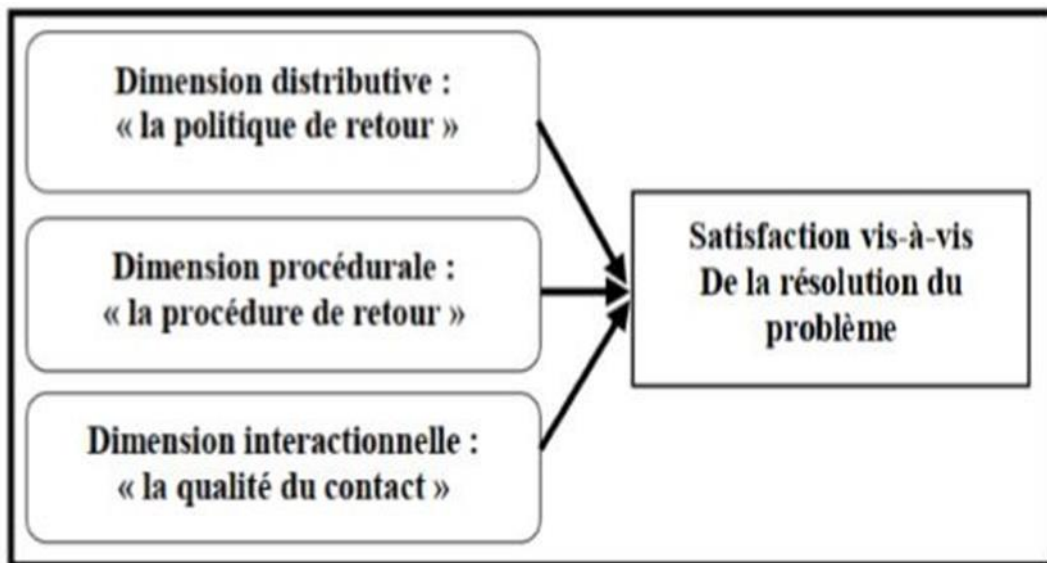 Dimension distributive :
« la politique de retour »
Dimension procédurale :
« la procédure de retour »
Dimension interactionnelle :
« la qualité du contact »
Satisfaction vis-à-vis
De la résolution du
problème